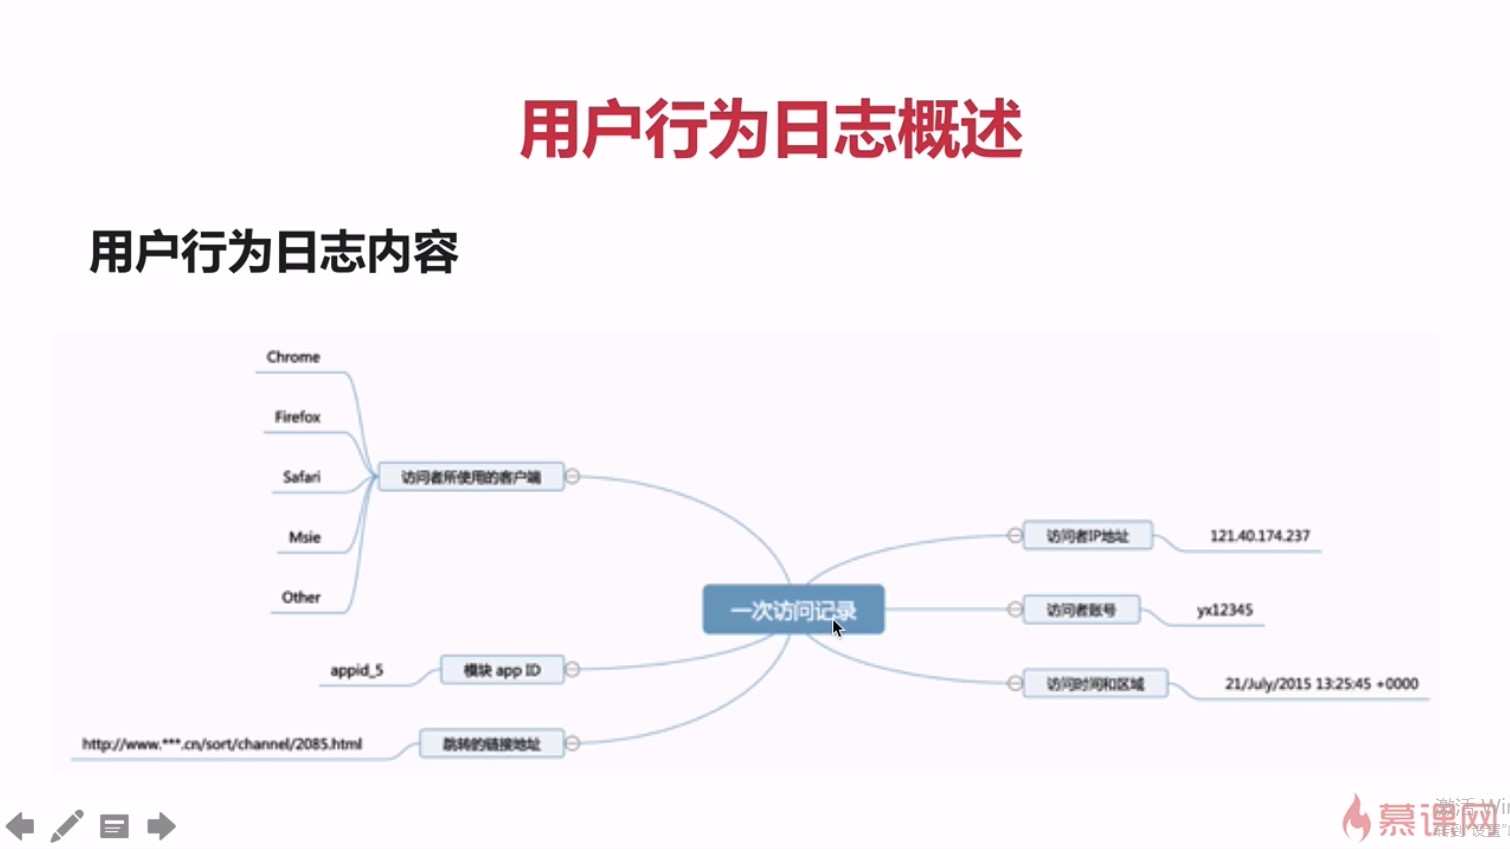 用户行为日志概述
用户行为日志内容
Chrome
Firefox
Safari
Msie
Other
访问者所使用的客户端
appid_5
模块 app ID
http://www.***.cn/sort/channel/2085.html
跳转的链接地址
一次访问记录
访问者IP地址
121.40.174.237
访问者账号
yx12345
访问时间和区域
21/July/2015 13:25:45 +0000
慕课网
激活 Win
转到"设置"